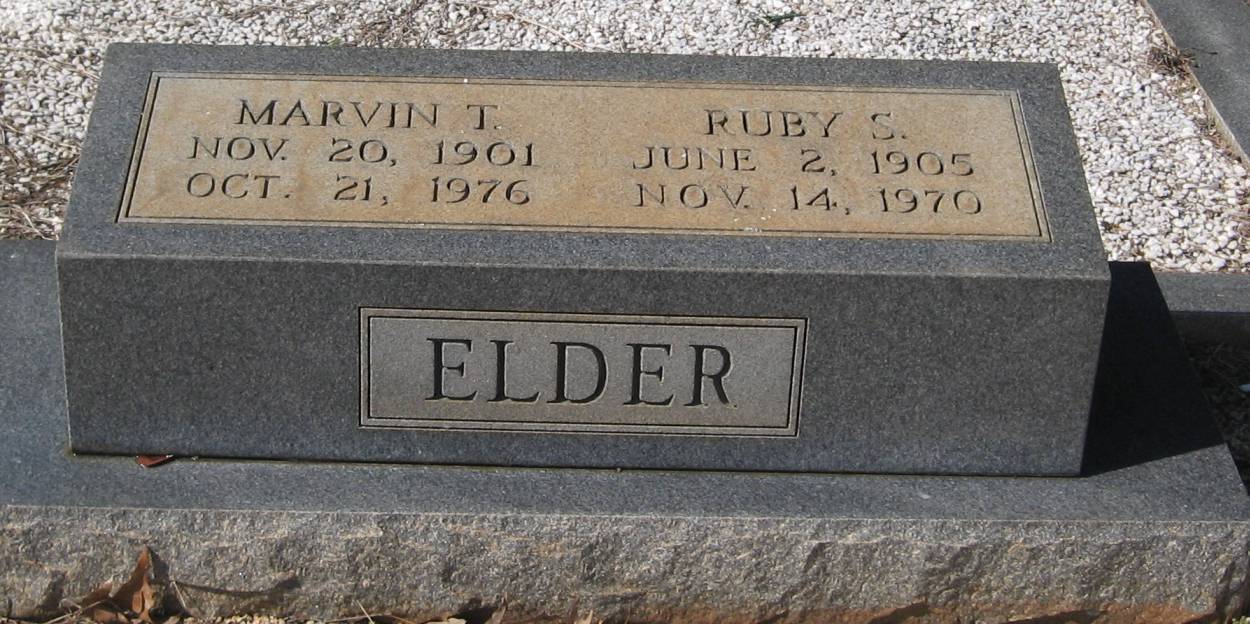 MARVIN T.
NOV. 20, 1901
OCT. 21, 1976
RUBY S.
JUNE 2, 1905
NOV. 14, 1970
ELDER